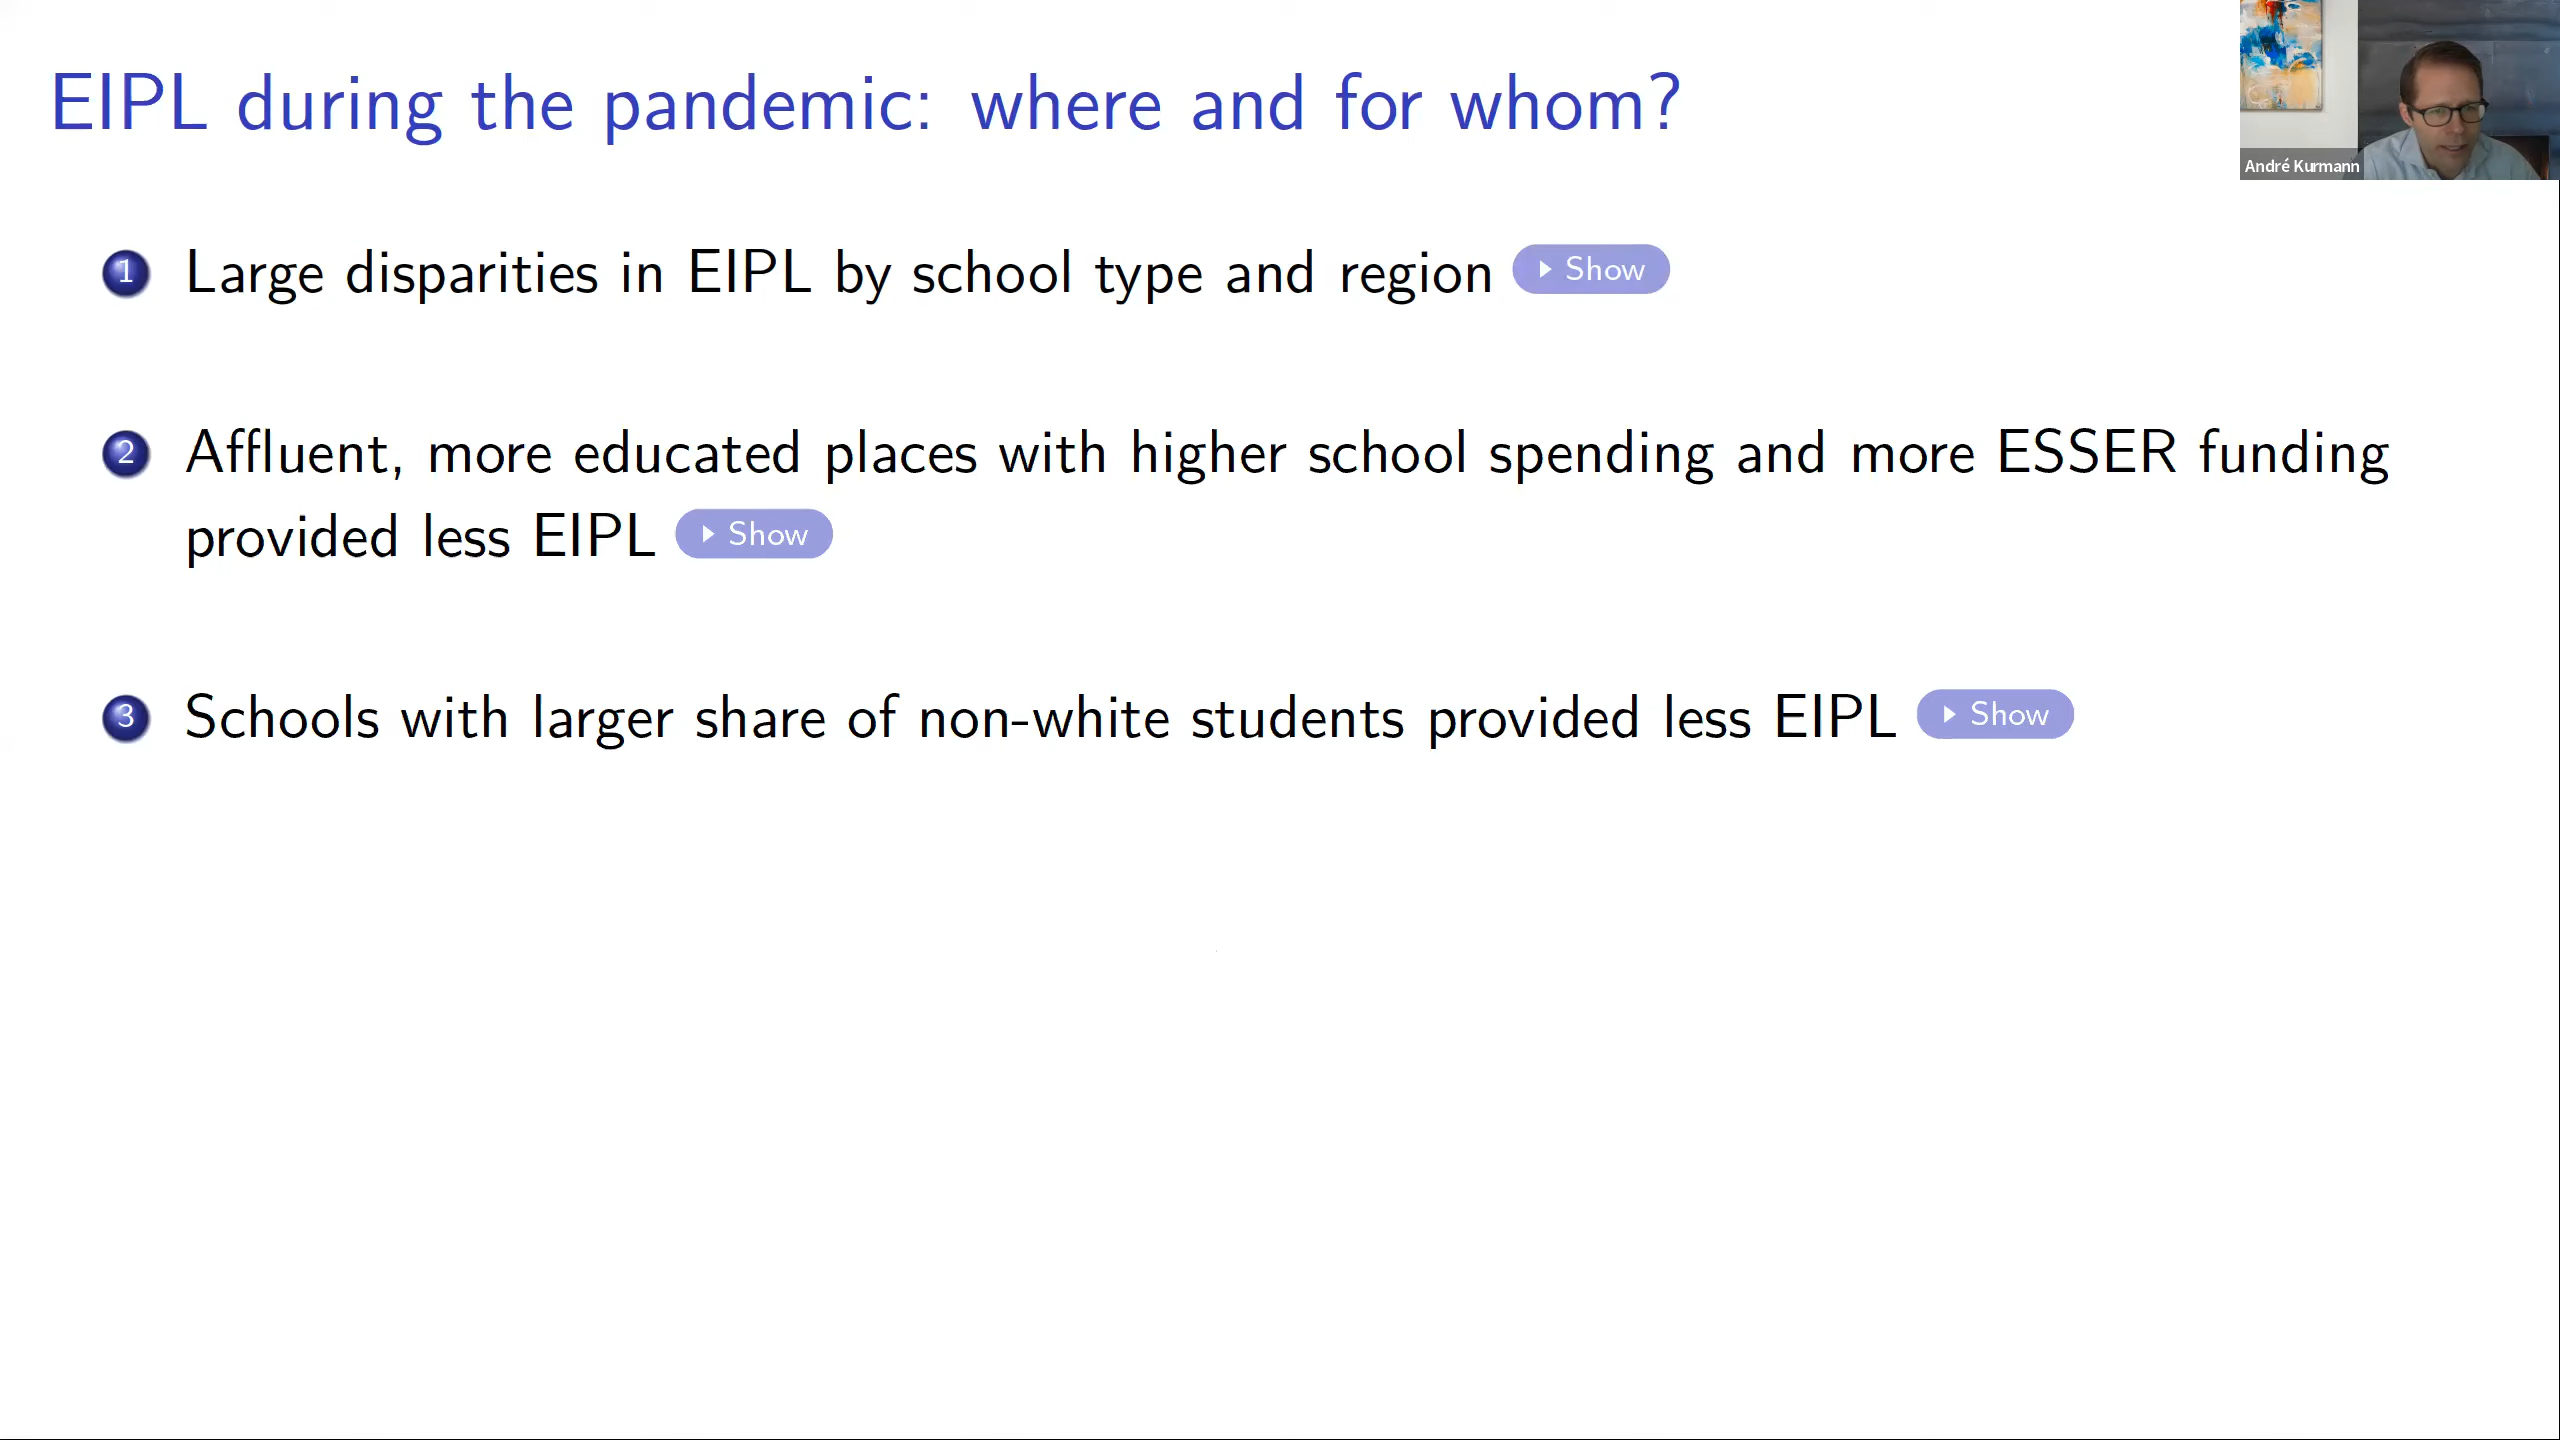 EIPL during the pandemic: where and for whom?
André Kurmann
1 Large disparities in EIPL by school type and region Show
2 Affluent, more educated places with higher school spending and more ESSER funding
provided less EIPL Show
3 Schools with larger share of non-white students provided less EIPL Show